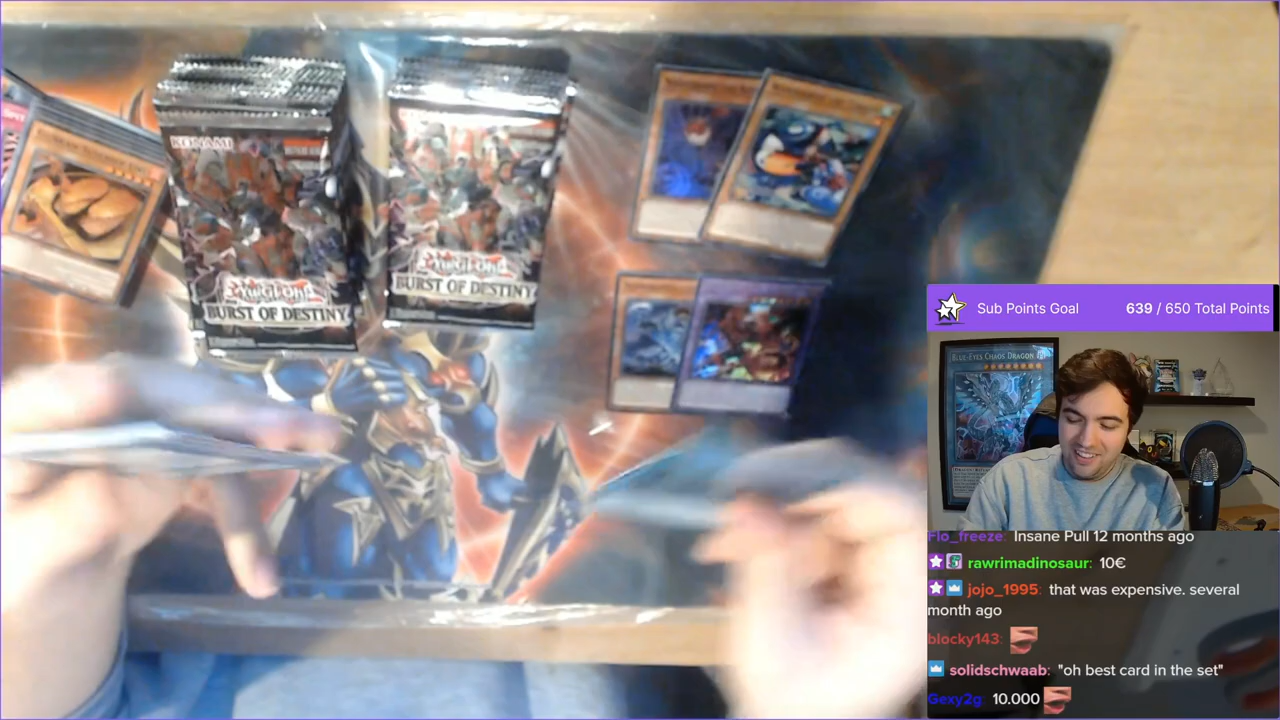 KONAMI
Yu-Gi-Oh!
BURST OF DESTINY
Yu-Gi-Oh!
BURST OF DESTINY
Sub Points Goal 639 / 650 Total Points
BLUE-EYES CHAOS DRAGON
Flo_freeze: Insane Pull 12 months ago
rawrimadinosaur: 10€
jojo_1995: that was expensive. several
month ago
blocky143:
solidschwaab: "oh best card in the set"
Gexy2g: 10.000